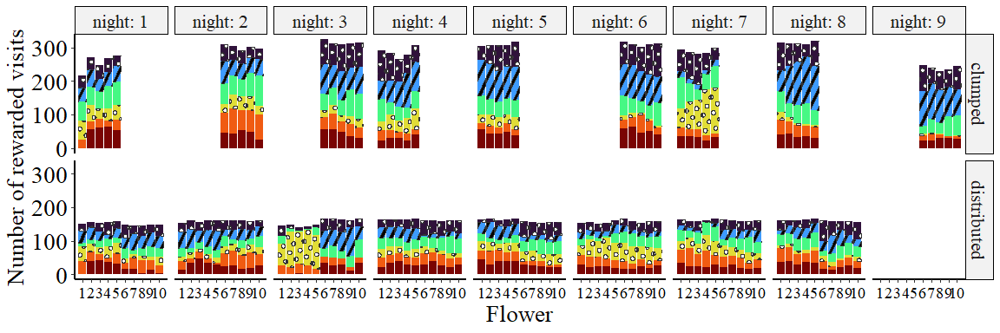 night: 1 night: 2 night: 3 night: 4 night: 5 night: 6 night: 7 night: 8 night: 9
Number of rewarded visits
300
200
100
0
clumped
300
200
100
0
distributed
12345678910 12345678910 12345678910 12345678910 12345678910 12345678910 12345678910 12345678910 12345678910
Flower